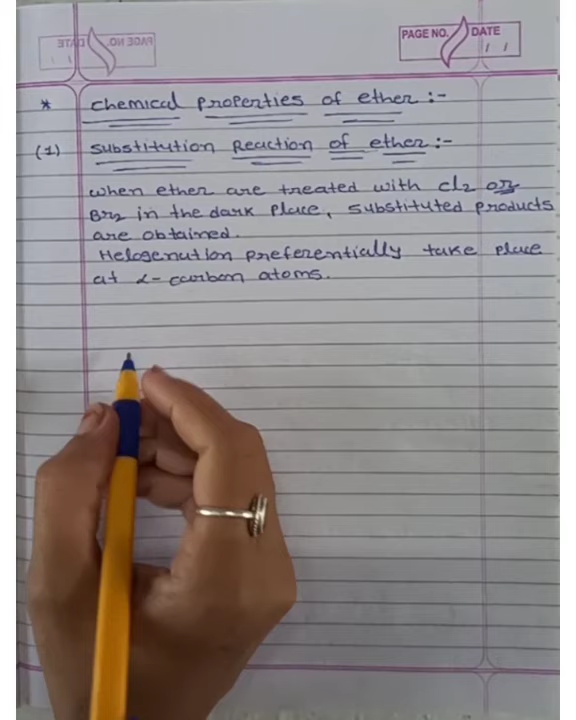 PAGE NO. DATE
/ /
* chemical properties of ether :-
(1) substitution Reaction of ether :-
when ether are treated with cl2 or
Br2 in the dark place, substituted products
are obtained.
Helogenation preferentially take place
at α- carbon atoms.